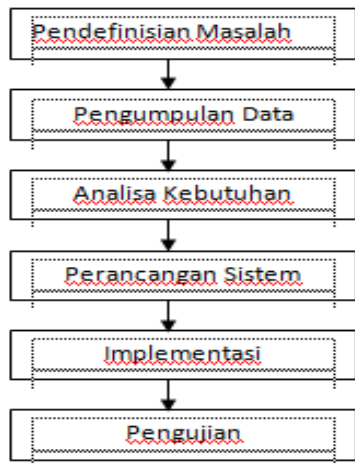 Pendefinisian Masalah
Pengumpulan Data
Analisa Kebutuhan
Perancangan Sistem
Implementasi
Pengujian